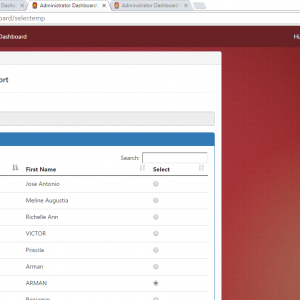 Dashb
Administrator Dashboard
Administrator Dashboard
oard/selectemp
Dashboard
Hi,
ort
Search:
First Name
Select
Jose Antonio
Meline Augustia
Richelle Ann
VICTOR
Priscila
Arman
ARMAN
Benjamin